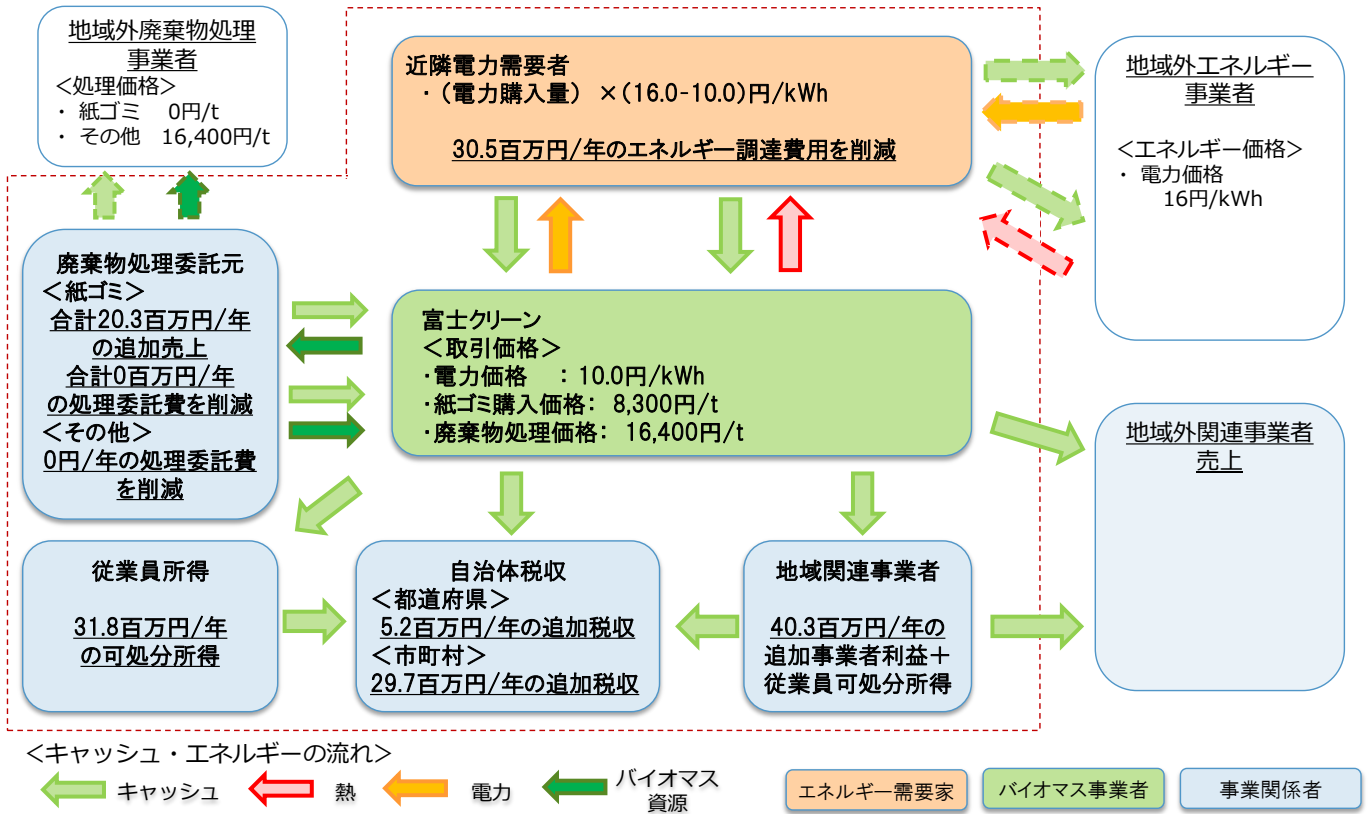 地域外廃棄物処理
事業者
＜処理価格＞
・ 紙ゴミ　0円/t
・ その他　16,400円/t
近隣電力需要者
・（電力購入量）×(16.0-10.0)円/kWh
30.5百万円/年のエネルギー調達費用を削減
地域外エネルギー
事業者
＜エネルギー価格＞
・ 電力価格
16円/kWh
廃棄物処理委託元
＜紙ゴミ＞
合計20.3百万円/年
の追加売上
合計0百万円/年
の処理委託費を削減
＜その他＞
0円/年の処理委託費
を削減
富士クリーン
＜取引価格＞
・電力価格　：10.0円/kWh
・紙ゴミ購入価格： 8,300円/t
・廃棄物処理価格： 16,400円/t
地域外関連事業者
売上
従業員所得
31.8百万円/年
の可処分所得
自治体税収
＜都道府県＞
5.2百万円/年の追加税収
＜市町村＞
29.7百万円/年の追加税収
地域関連事業者
40.3百万円/年の
追加事業者利益＋
従業員可処分所得
＜キャッシュ・エネルギーの流れ＞
キャッシュ
熱
電力
バイオマス
資源
エネルギー需要家
バイオマス事業者
事業関係者